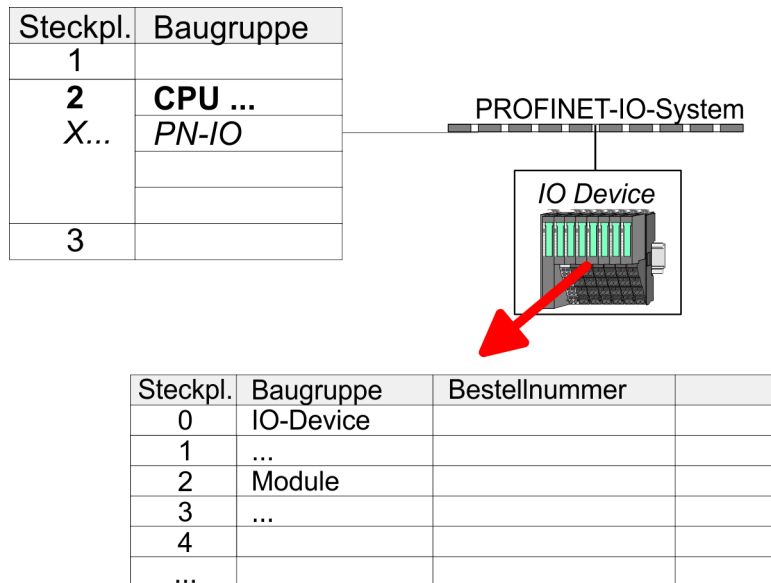 Steckpl. Baugruppe
1
2 CPU ...
X... PN-IO
3
PROFINET-IO-System
IO Device
Steckpl. Baugruppe Bestellnummer
0 IO-Device
1 ...
2 Module
3 ...
4
...